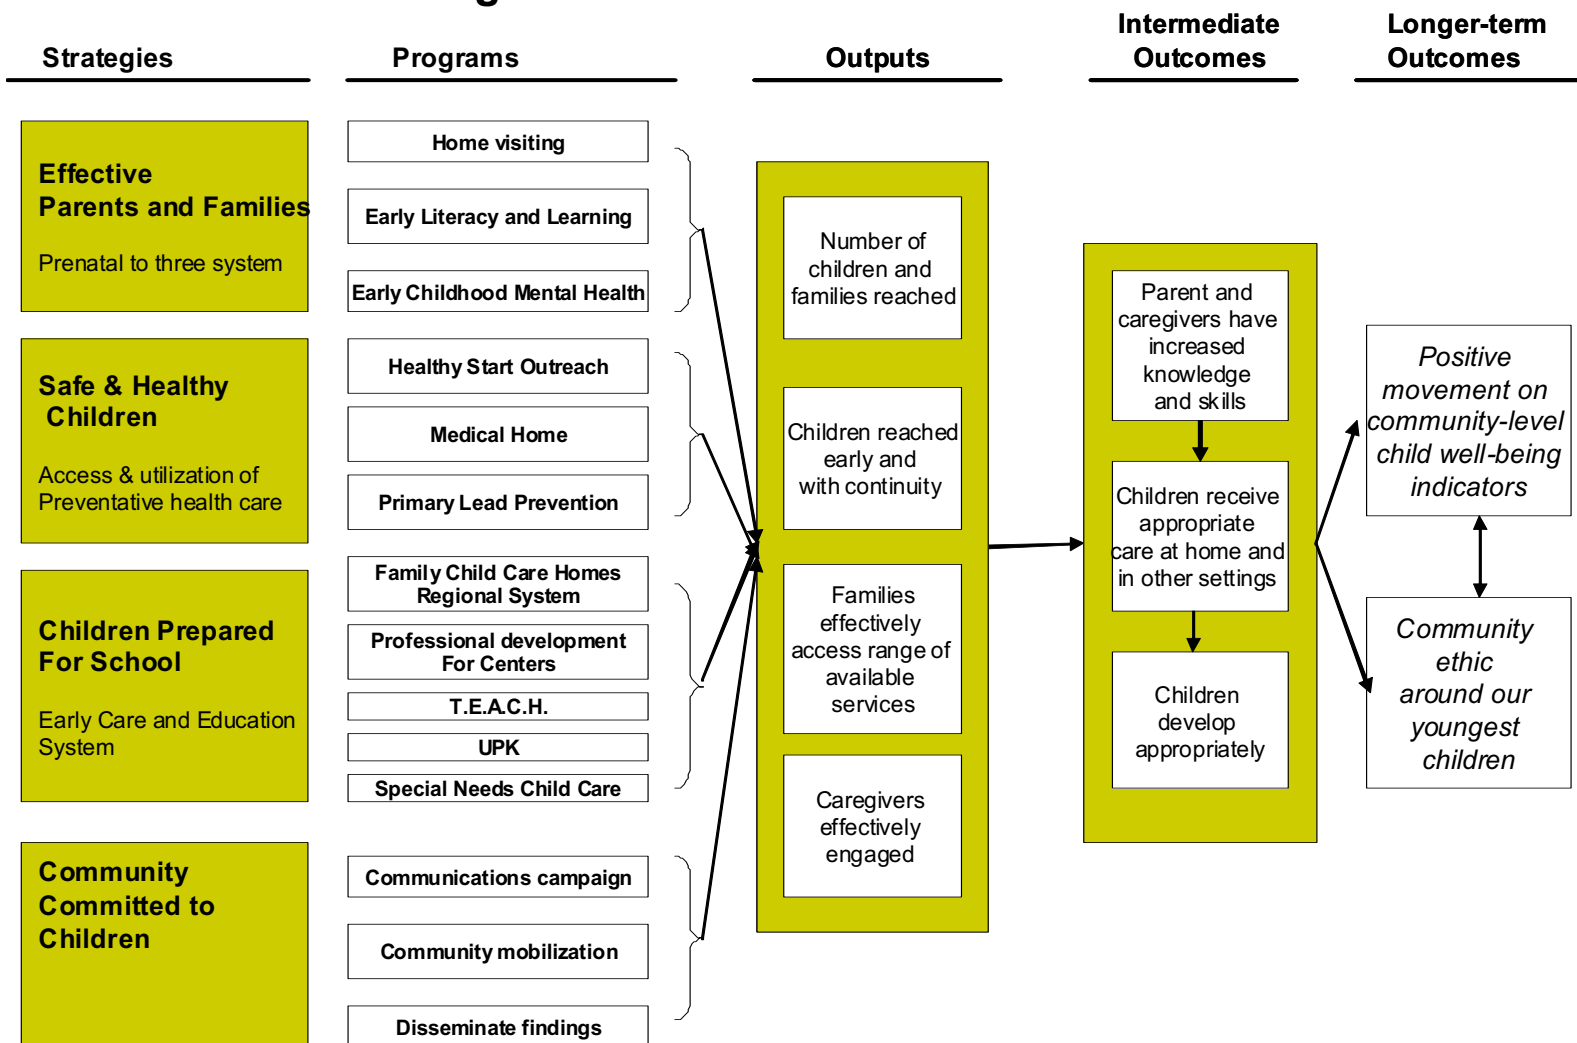 Strategies
Programs
Outputs
Intermediate
Outcomes
Longer-term
Outcomes
Effective
Parents and Families
Prenatal to three system
Safe & Healthy
Children
Access & utilization of
Preventative health care
Children Prepared
For School
Early Care and Education
System
Community
Committed to
Children
Home visiting
Early Literacy and Learning
Early Childhood Mental Health
Healthy Start Outreach
Medical Home
Primary Lead Prevention
Family Child Care Homes
Regional System
Professional development
For Centers
T.E.A.C.H.
UPK
Special Needs Child Care
Communications campaign
Community mobilization
Disseminate findings
Number of
children and
families reached
Children reached
early and
with continuity
Families
effectively
access range of
available
services
Caregivers
effectively
engaged
Parent and
caregivers have
increased
knowledge
and skills
Children receive
appropriate
care at home and
in other settings
Children
develop
appropriately
Positive
movement on
community-level
child well-being
indicators
Community
ethic
around our
youngest
children